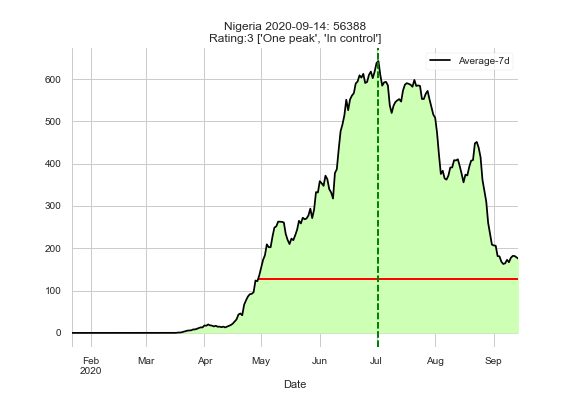 Nigeria 2020-09-14: 56388
Rating:3 ['One peak', 'In control']
Average-7d
600
500
400
300
200
100
0
Feb Mar Apr May Jun Jul Aug Sep
2020
Date